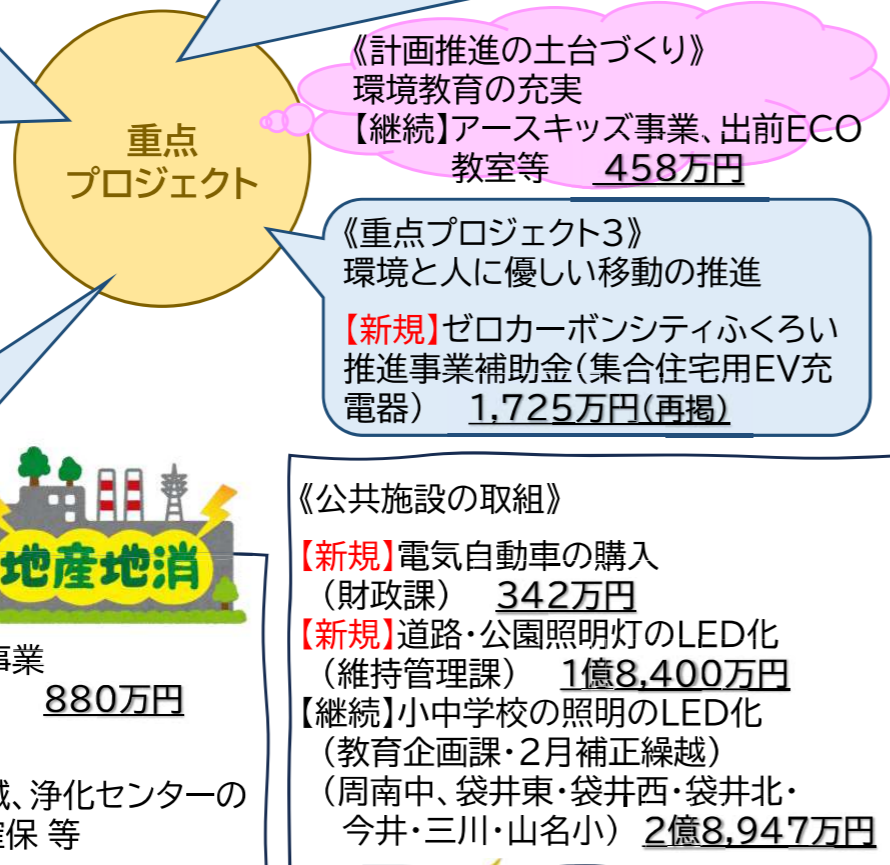 重点
プロジェクト
《計画推進の土台づくり》
環境教育の充実
【継続】アースキッズ事業、出前ECO
教室等 458万円
《重点プロジェクト3》
環境と人に優しい移動の推進
【新規】ゼロカーボンシティふくろい
推進事業補助金(集合住宅用EV充
電器) 1,725万円(再掲)
地産地消
事業
880万円
減、浄化センターの
確保 等
《公共施設の取組》
【新規】電気自動車の購入
(財政課) 342万円
【新規】道路・公園照明灯のLED化
(維持管理課) 1億8,400万円
【継続】小中学校の照明のLED化
(教育企画課・2月補正繰越)
(周南中、袋井東・袋井西・袋井北・
今井・三川・山名小) 2億8,947万円